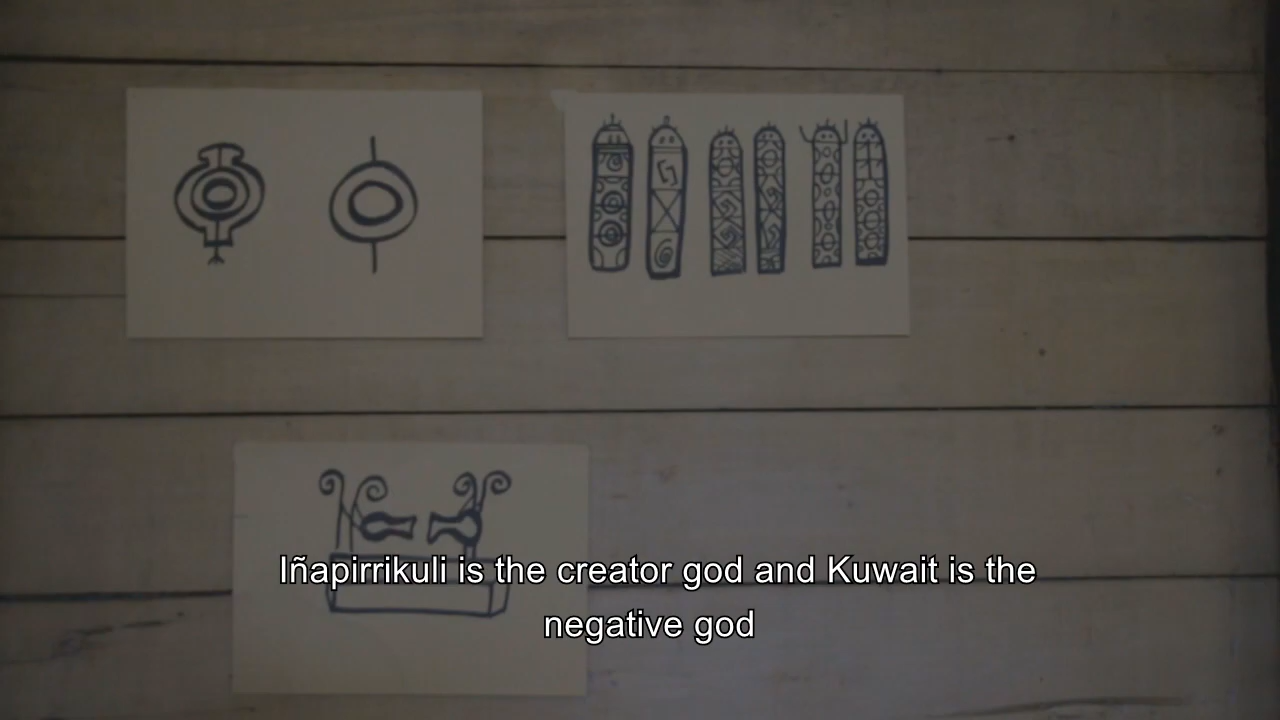 Iñapirrikuli is the creator god and Kuwait is the
negative god